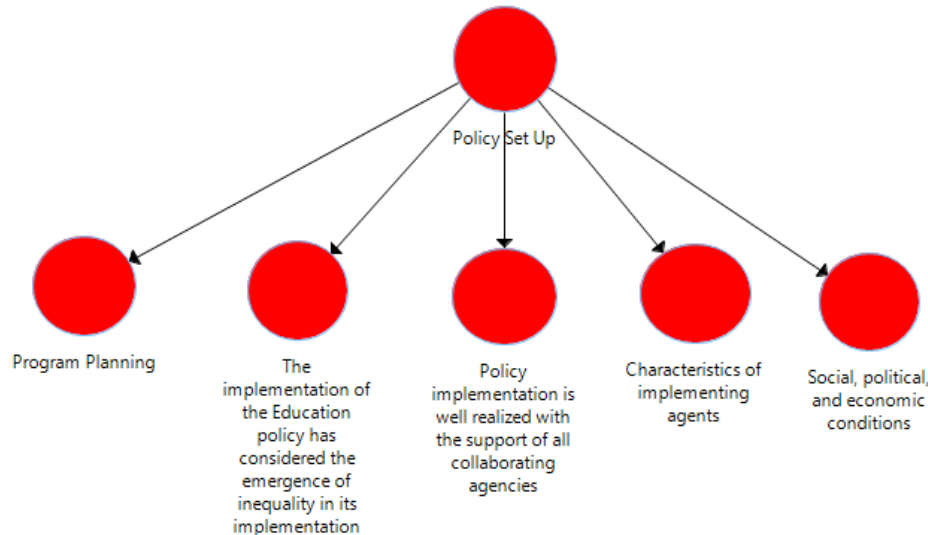 Policy Set Up
Program Planning
The
implementation of
the Education
policy has
considered the
emergence of
inequality in its
implementation
Policy
implementation is
well realized with
the support of all
collaborating
agencies
Characteristics of
implementing
agents
Social, political,
and economic
conditions